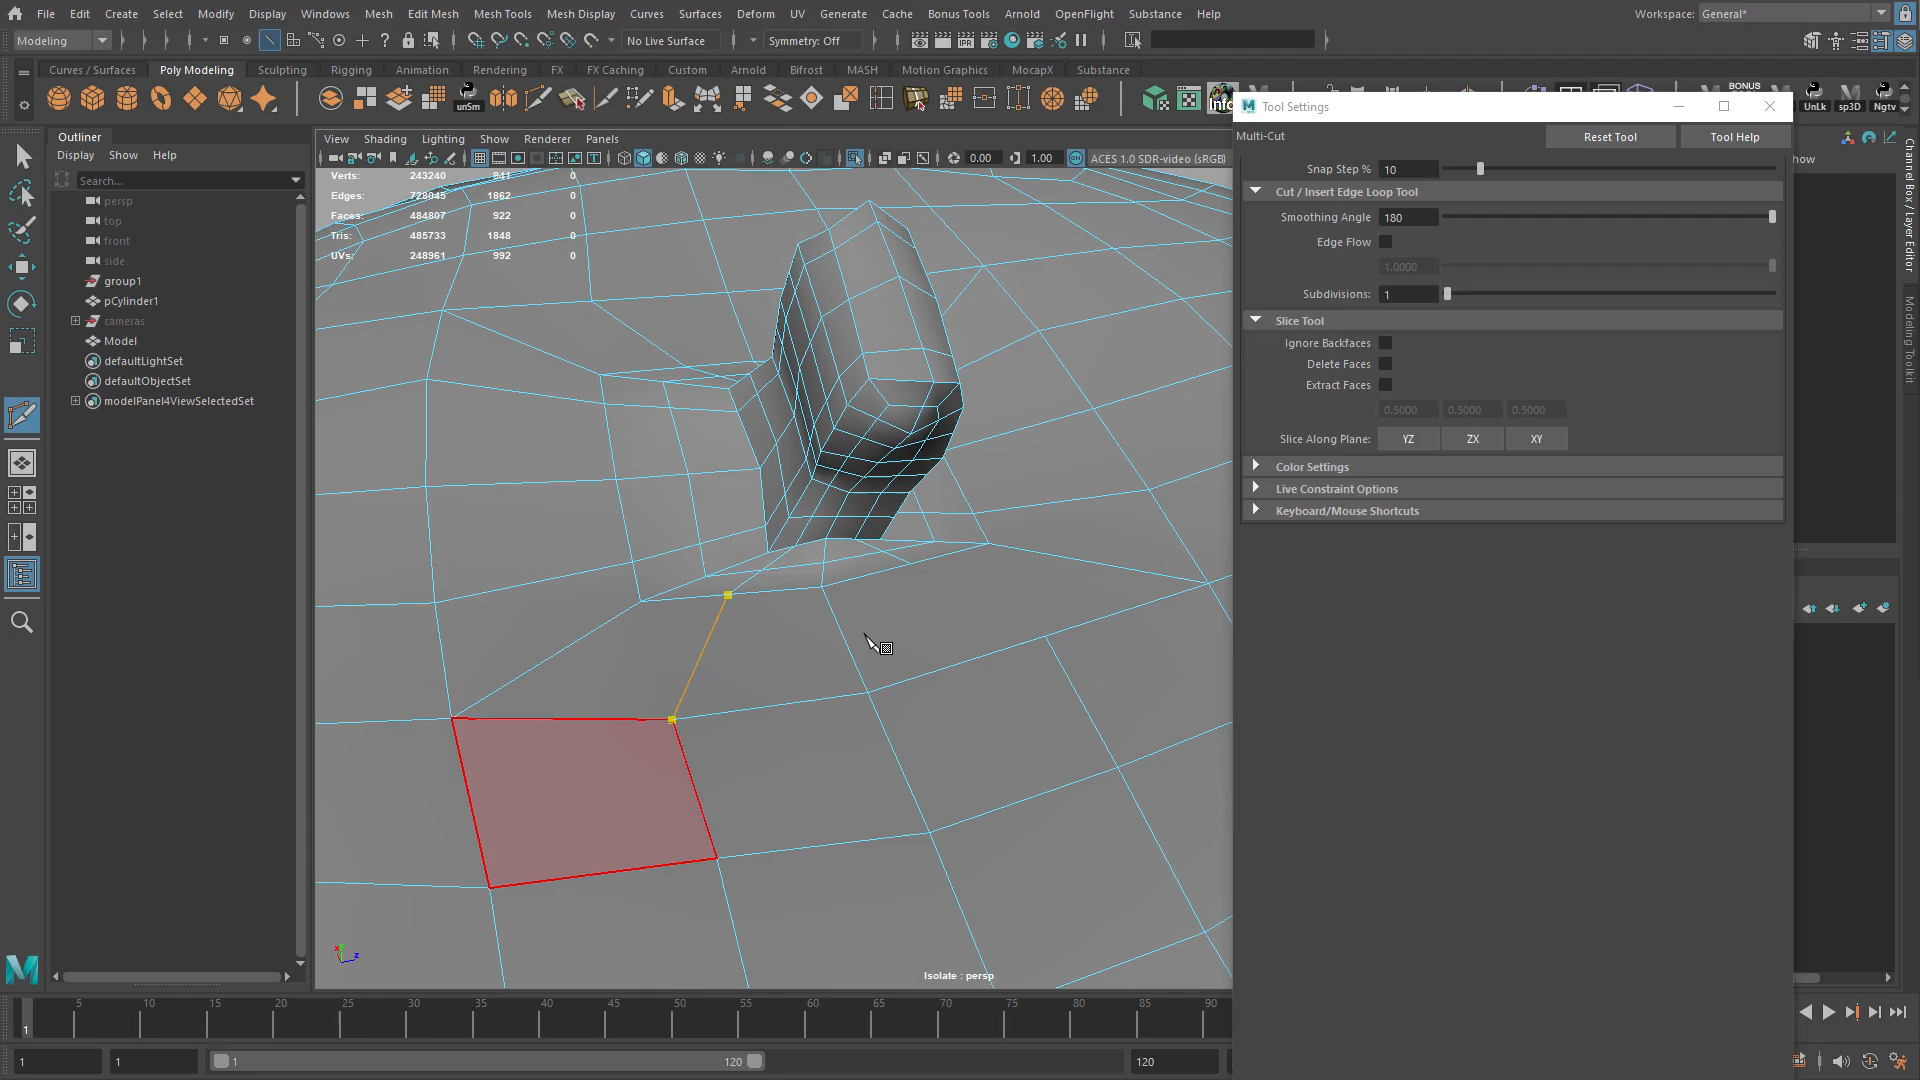 File Edit Create Select Modify Display Windows Mesh Edit Mesh Mesh Tools Mesh Display Curves Surfaces Deform UV Generate Cache Bonus Tools Arnold OpenFlight Substance Help Workspace: General*
Modeling No Live Surface Symmetry: Off
Curves / Surfaces Poly Modeling Sculpting Rigging Animation Rendering FX FX Caching Custom Arnold Bifrost MASH Motion Graphics MocapX Substance
unSm IPR Info BONUS UnLk sp3D Ngtv
Outliner
Display Show Help
Search...
persp
top
front
side
group1
pCylinder1
cameras
Model
defaultLightSet
defaultObjectSet
modelPanel4ViewSelectedSet
View Shading Lighting Show Renderer Panels
0.00 1.00 ACES 1.0 SDR-video (sRGB)
Verts: 243240 941 0
Edges: 728045 1862 0
Faces: 484807 922 0
Tris: 485733 1848 0
UVs: 248961 992 0
Isolate : persp
Tool Settings
Multi-Cut Reset Tool Tool Help
Snap Step % 10
Cut / Insert Edge Loop Tool
Smoothing Angle 180
Edge Flow
1.0000
Subdivisions: 1
Slice Tool
Ignore Backfaces
Delete Faces
Extract Faces
0.5000 0.5000 0.5000
Slice Along Plane: YZ ZX XY
Color Settings
Live Constraint Options
Keyboard/Mouse Shortcuts
how
Channel Box / Layer Editor
Modeling Toolkit
5 10 15 20 25 30 35 40 45 50 55 60 65 70 75 80 85 90
1
1 1 1 120 120